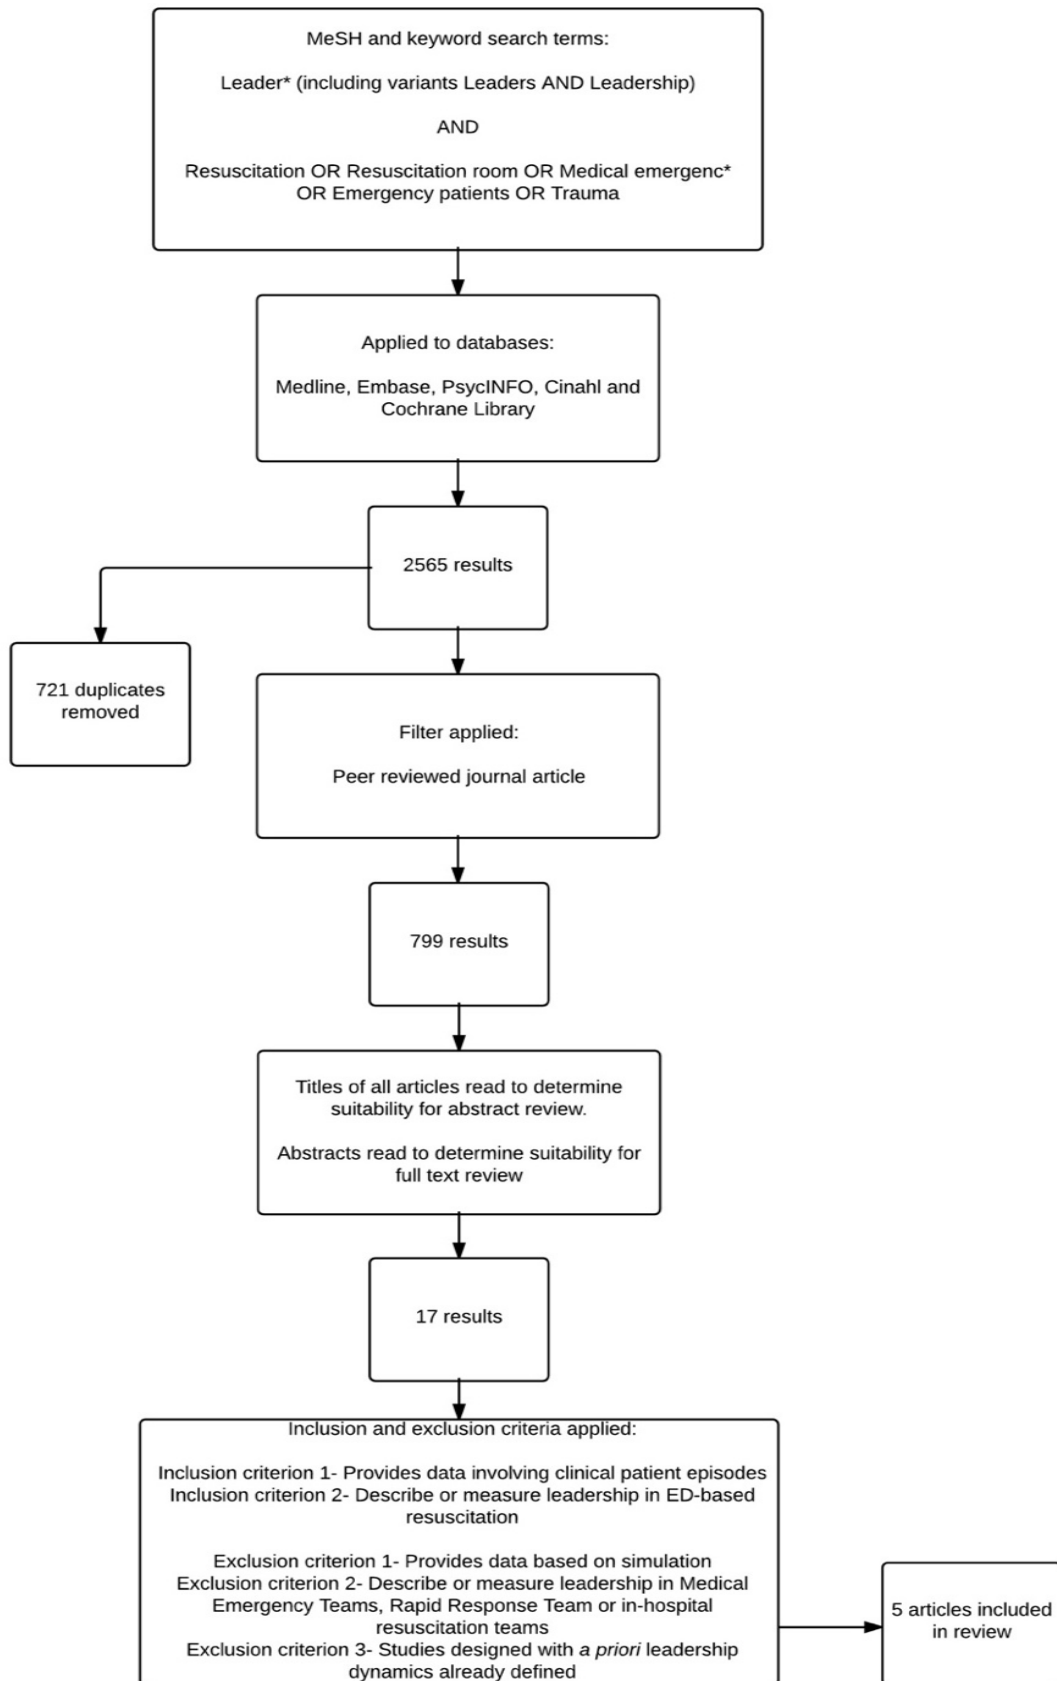 MeSH and keyword search terms:
Leader* (including variants Leaders AND Leadership)
AND
Resuscitation OR Resuscitation room OR Medical emergenc*
OR Emergency patients OR Trauma
Applied to databases:
Medline, Embase, PsycINFO, Cinahl and
Cochrane Library
2565 results
721 duplicates
removed
Filter applied:
Peer reviewed journal article
799 results
Titles of all articles read to determine
suitability for abstract review.
Abstracts read to determine suitability for
full text review
17 results
Inclusion and exclusion criteria applied:
Inclusion criterion 1- Provides data involving clinical patient episodes
Inclusion criterion 2- Describe or measure leadership in ED-based
resuscitation
Exclusion criterion 1- Provides data based on simulation
Exclusion criterion 2- Describe or measure leadership in Medical
Emergency Teams, Rapid Response Team or in-hospital
resuscitation teams
Exclusion criterion 3- Studies designed with a priori leadership
dynamics already defined
5 articles included
in review